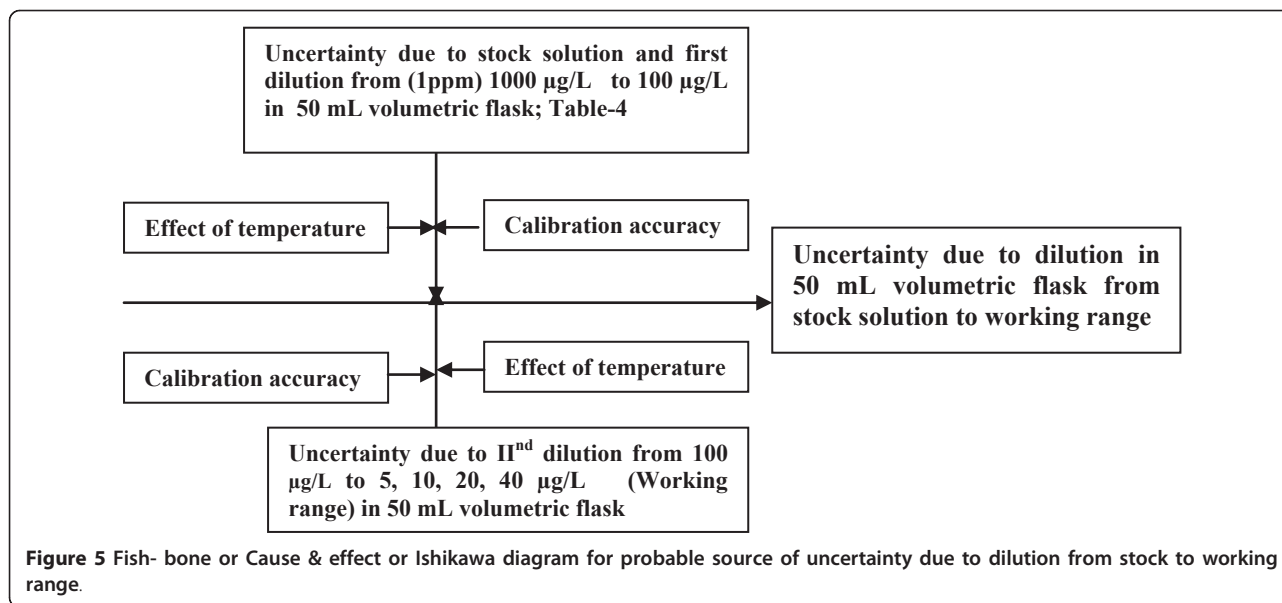 Uncertainty due to stock solution and first
dilution from (1ppm) 1000 µg/L to 100 µg/L
in 50 mL volumetric flask; Table-4
Effect of temperature
Calibration accuracy
Uncertainty due to dilution in
50 mL volumetric flask from
stock solution to working range
Calibration accuracy
Effect of temperature
Uncertainty due to IInd dilution from 100
µg/L to 5, 10, 20, 40 µg/L (Working
range) in 50 mL volumetric flask
Figure 5 Fish- bone or Cause & effect or Ishikawa diagram for probable source of uncertainty due to dilution from stock to working
range.